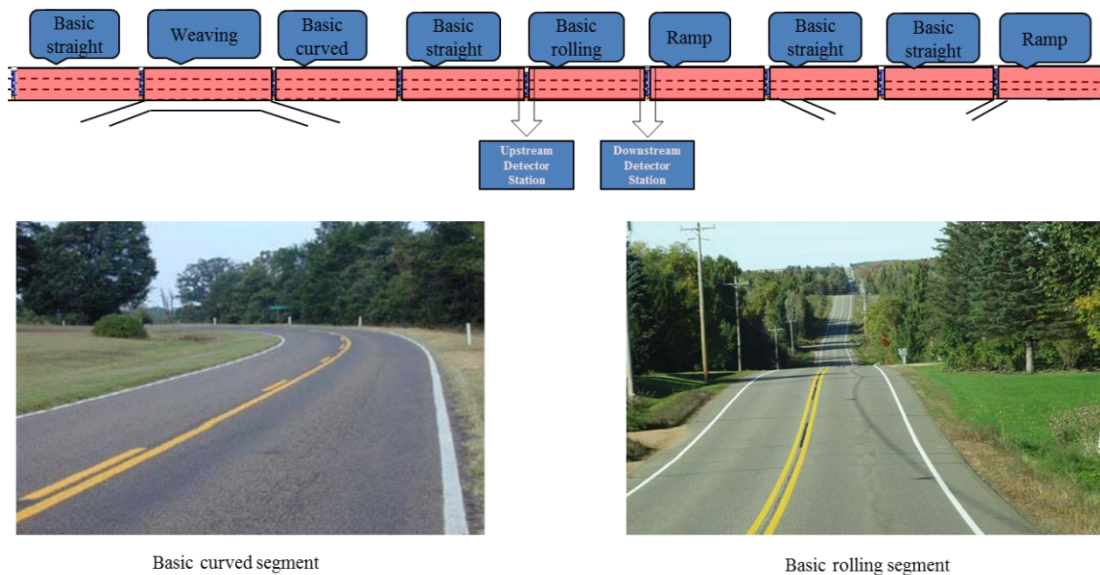 Basic
straight
Weaving
Basic
curved
Basic
straight
Basic
rolling
Ramp
Basic
straight
Basic
straight
Ramp
Upstream
Detector
Station
Downstream
Detector
Station
Basic curved segment
Basic rolling segment